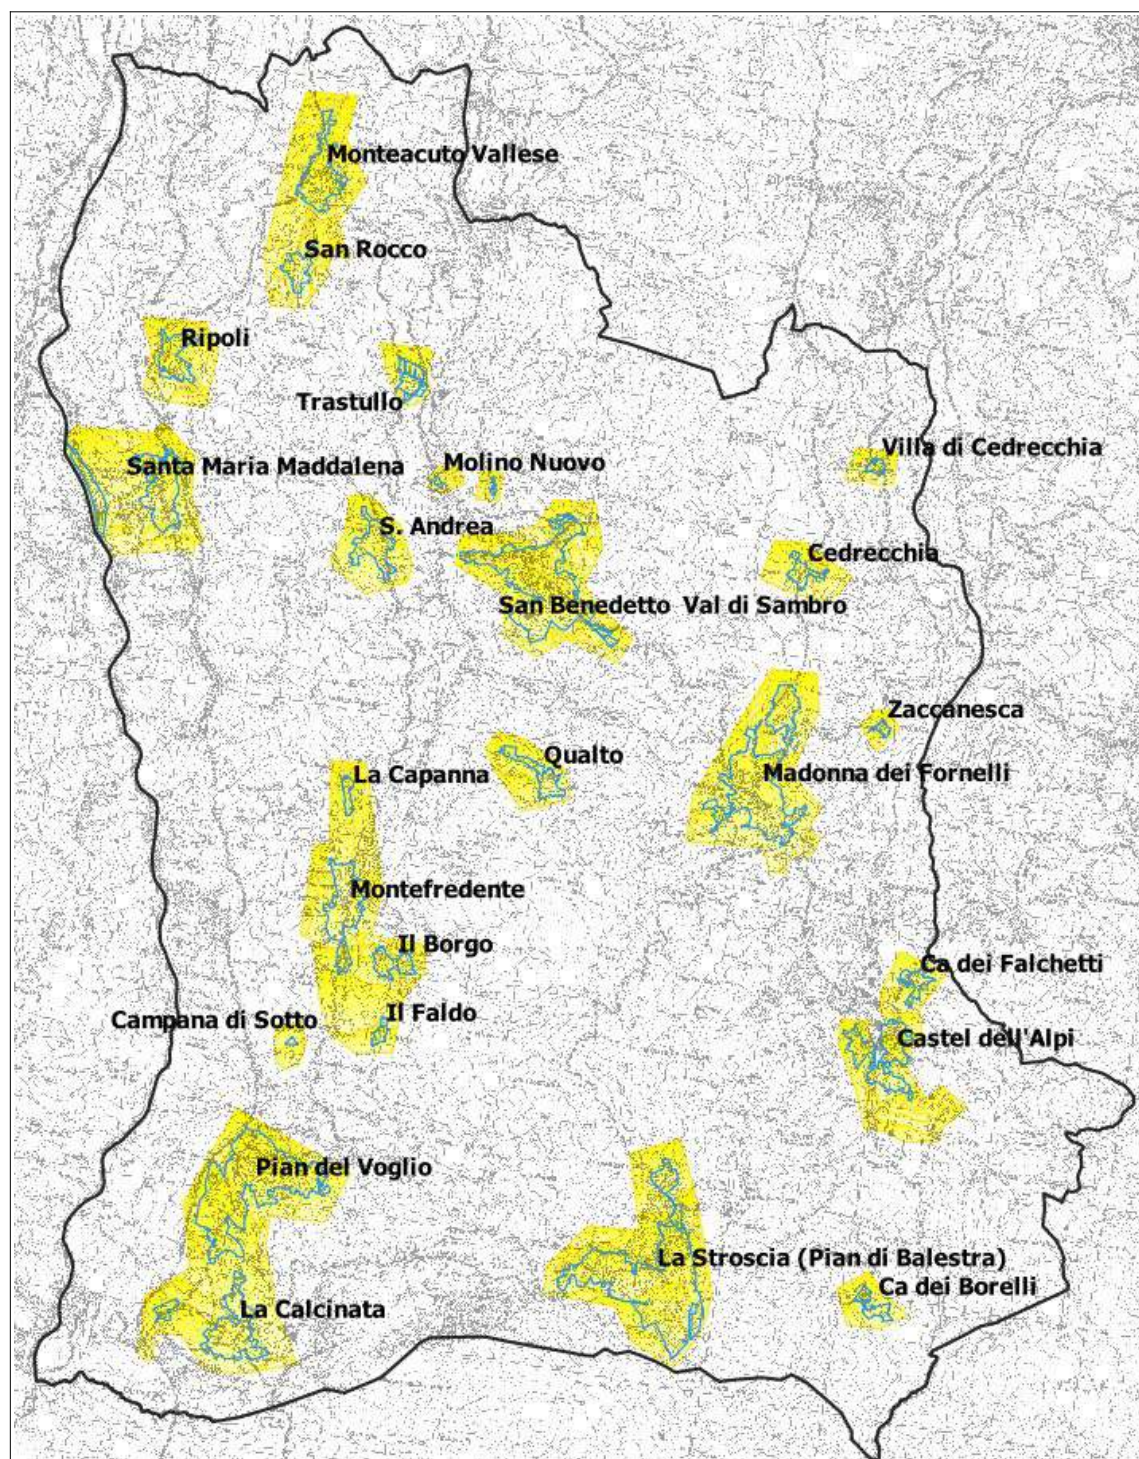 Monteacuto Vallese
San Rocco
Ripoli
Trastullo
Villa di Cedrecchia
Molino Nuovo
Santa Maria Maddalena
S. Andrea
Cedrecchia
San Benedetto Val di Sambro
Zaccanesca
Qualto
Madonna dei Fornelli
La Capanna
Montefredente
Il Borgo
Ca dei Falchetti
Il Faldo
Campana di Sotto
Castel dell'Alpi
Pian del Voglio
La Stroscia (Pian di Balestra)
Ca dei Borelli
La Calcinata